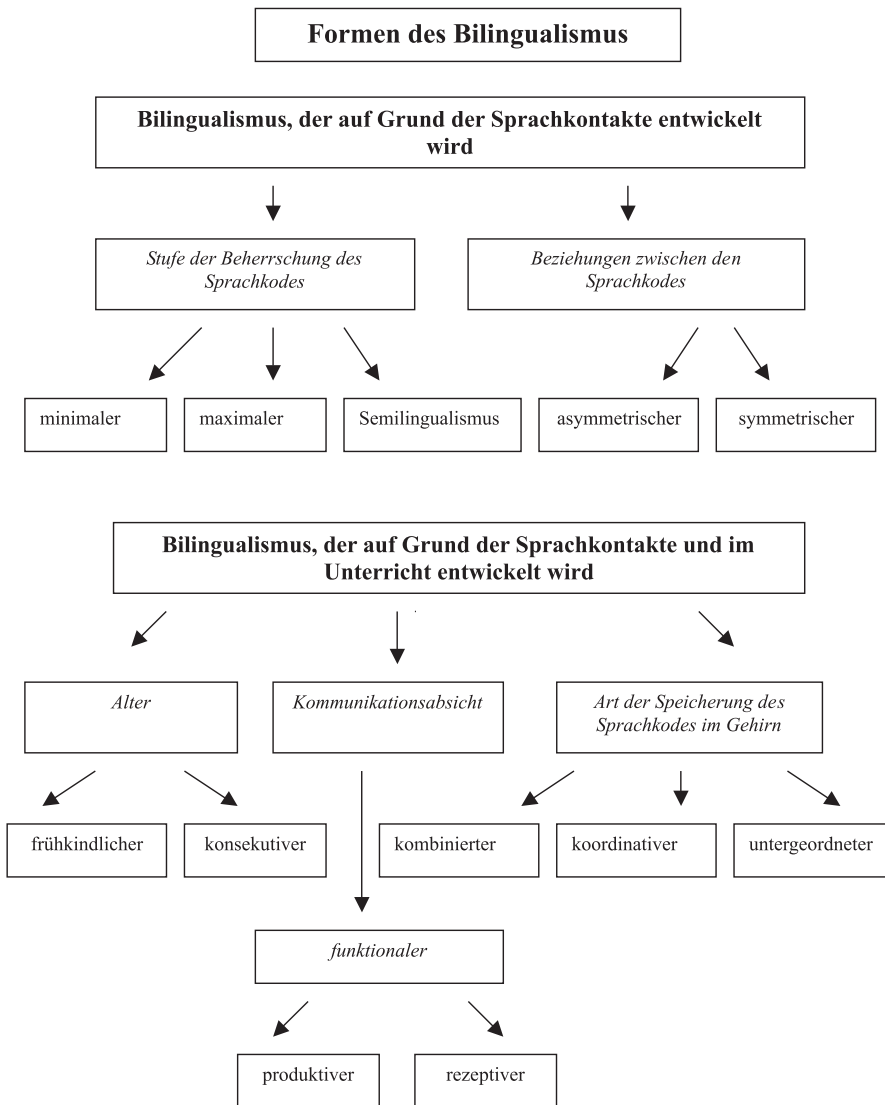 Formen des Bilingualismus
Bilingualismus, der auf Grund der Sprachkontakte entwickelt
wird
Stufe der Beherrschung des
Sprachkodes
Beziehungen zwischen den
Sprachkodes
minimaler
maximaler
Semilingualismus
asymmetrischer
symmetrischer
Bilingualismus, der auf Grund der Sprachkontakte und im
Unterricht entwickelt wird
Alter
Kommunikationsabsicht
Art der Speicherung des
Sprachkodes im Gehirn
frühkindlicher
konsekutiver
kombinierter
koordinativer
untergeordneter
funktionaler
produktiver
rezeptiver